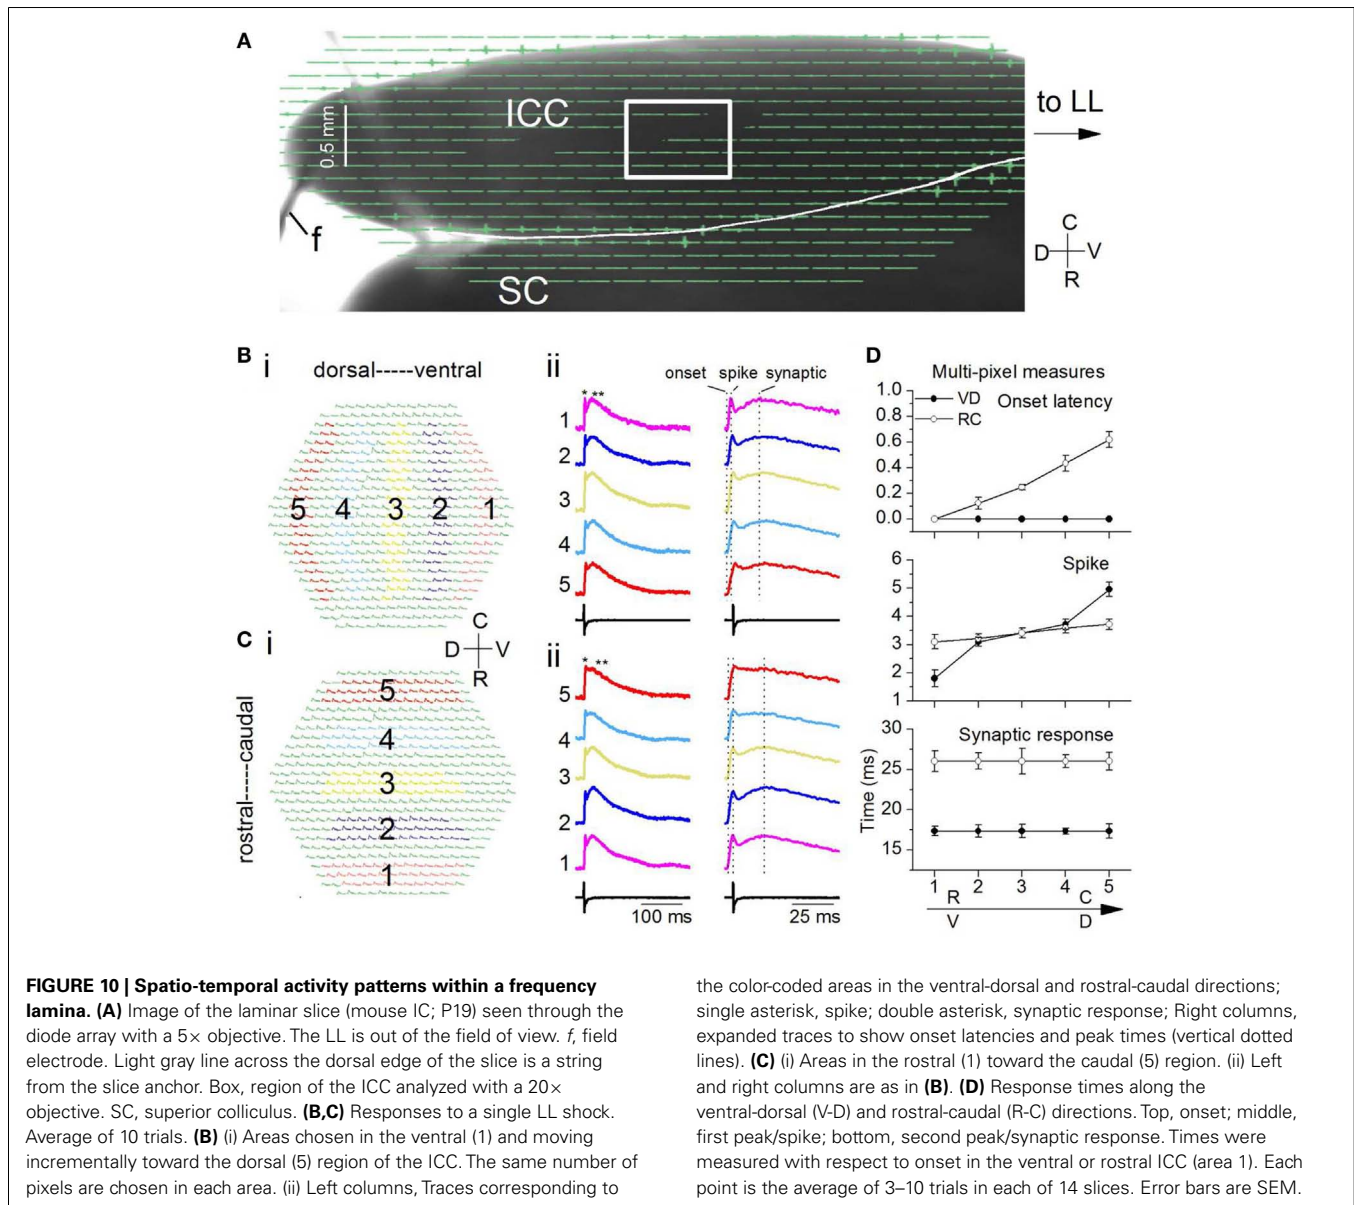 A
ICC
0.5 mm
to LL
f
SC
C
D V
R
B i
dorsal-----ventral
5 4 3 2 1
ii
onset spike synaptic
* **
1
2
3
4
5
D
Multi-pixel measures
VD
RC
Onset latency
1.0
0.8
0.6
0.4
0.2
0.0
Spike
6
5
4
3
2
1
Synaptic response
30
25
20
15
Time (ms)
1 2 3 4 5
R C
V D
C i
C
D V
R
rostral-----caudal
5
4
3
2
1
ii
* **
5
4
3
2
1
100 ms
25 ms
FIGURE 10 | Spatio-temporal activity patterns within a frequency
lamina. (A) Image of the laminar slice (mouse IC; P19) seen through the
diode array with a 5× objective. The LL is out of the field of view. f, field
electrode. Light gray line across the dorsal edge of the slice is a string
from the slice anchor. Box, region of the ICC analyzed with a 20×
objective. SC, superior colliculus. (B,C) Responses to a single LL shock.
Average of 10 trials. (B) (i) Areas chosen in the ventral (1) and moving
incrementally toward the dorsal (5) region of the ICC. The same number of
pixels are chosen in each area. (ii) Left columns, Traces corresponding to
the color-coded areas in the ventral-dorsal and rostral-caudal directions;
single asterisk, spike; double asterisk, synaptic response; Right columns,
expanded traces to show onset latencies and peak times (vertical dotted
lines). (C) (i) Areas in the rostral (1) toward the caudal (5) region. (ii) Left
and right columns are as in (B). (D) Response times along the
ventral-dorsal (V-D) and rostral-caudal (R-C) directions. Top, onset; middle,
first peak/spike; bottom, second peak/synaptic response. Times were
measured with respect to onset in the ventral or rostral ICC (area 1). Each
point is the average of 3–10 trials in each of 14 slices. Error bars are SEM.